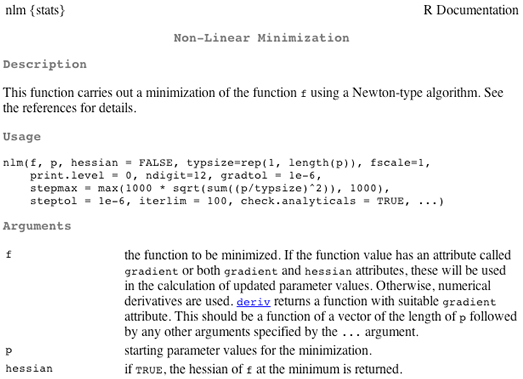 nlm {stats} R Documentation
Non-Linear Minimization
Description
This function carries out a minimization of the function f using a Newton-type algorithm. See
the references for details.
Usage
nlm(f, p, hessian = FALSE, typsize=rep(1, length(p)), fscale=1,
    print.level = 0, ndigit=12, gradtol = 1e-6,
    stepmax = max(1000 * sqrt(sum((p/typsize)^2)), 1000),
    steptol = 1e-6, iterlim = 100, check.analyticals = TRUE, ...)
Arguments
f the function to be minimized. If the function value has an attribute called
gradient or both gradient and hessian attributes, these will be used
in the calculation of updated parameter values. Otherwise, numerical
derivatives are used. deriv returns a function with suitable gradient
attribute. This should be a function of a vector of the length of p followed
by any other arguments specified by the ... argument.
p starting parameter values for the minimization.
hessian if TRUE, the hessian of f at the minimum is returned.